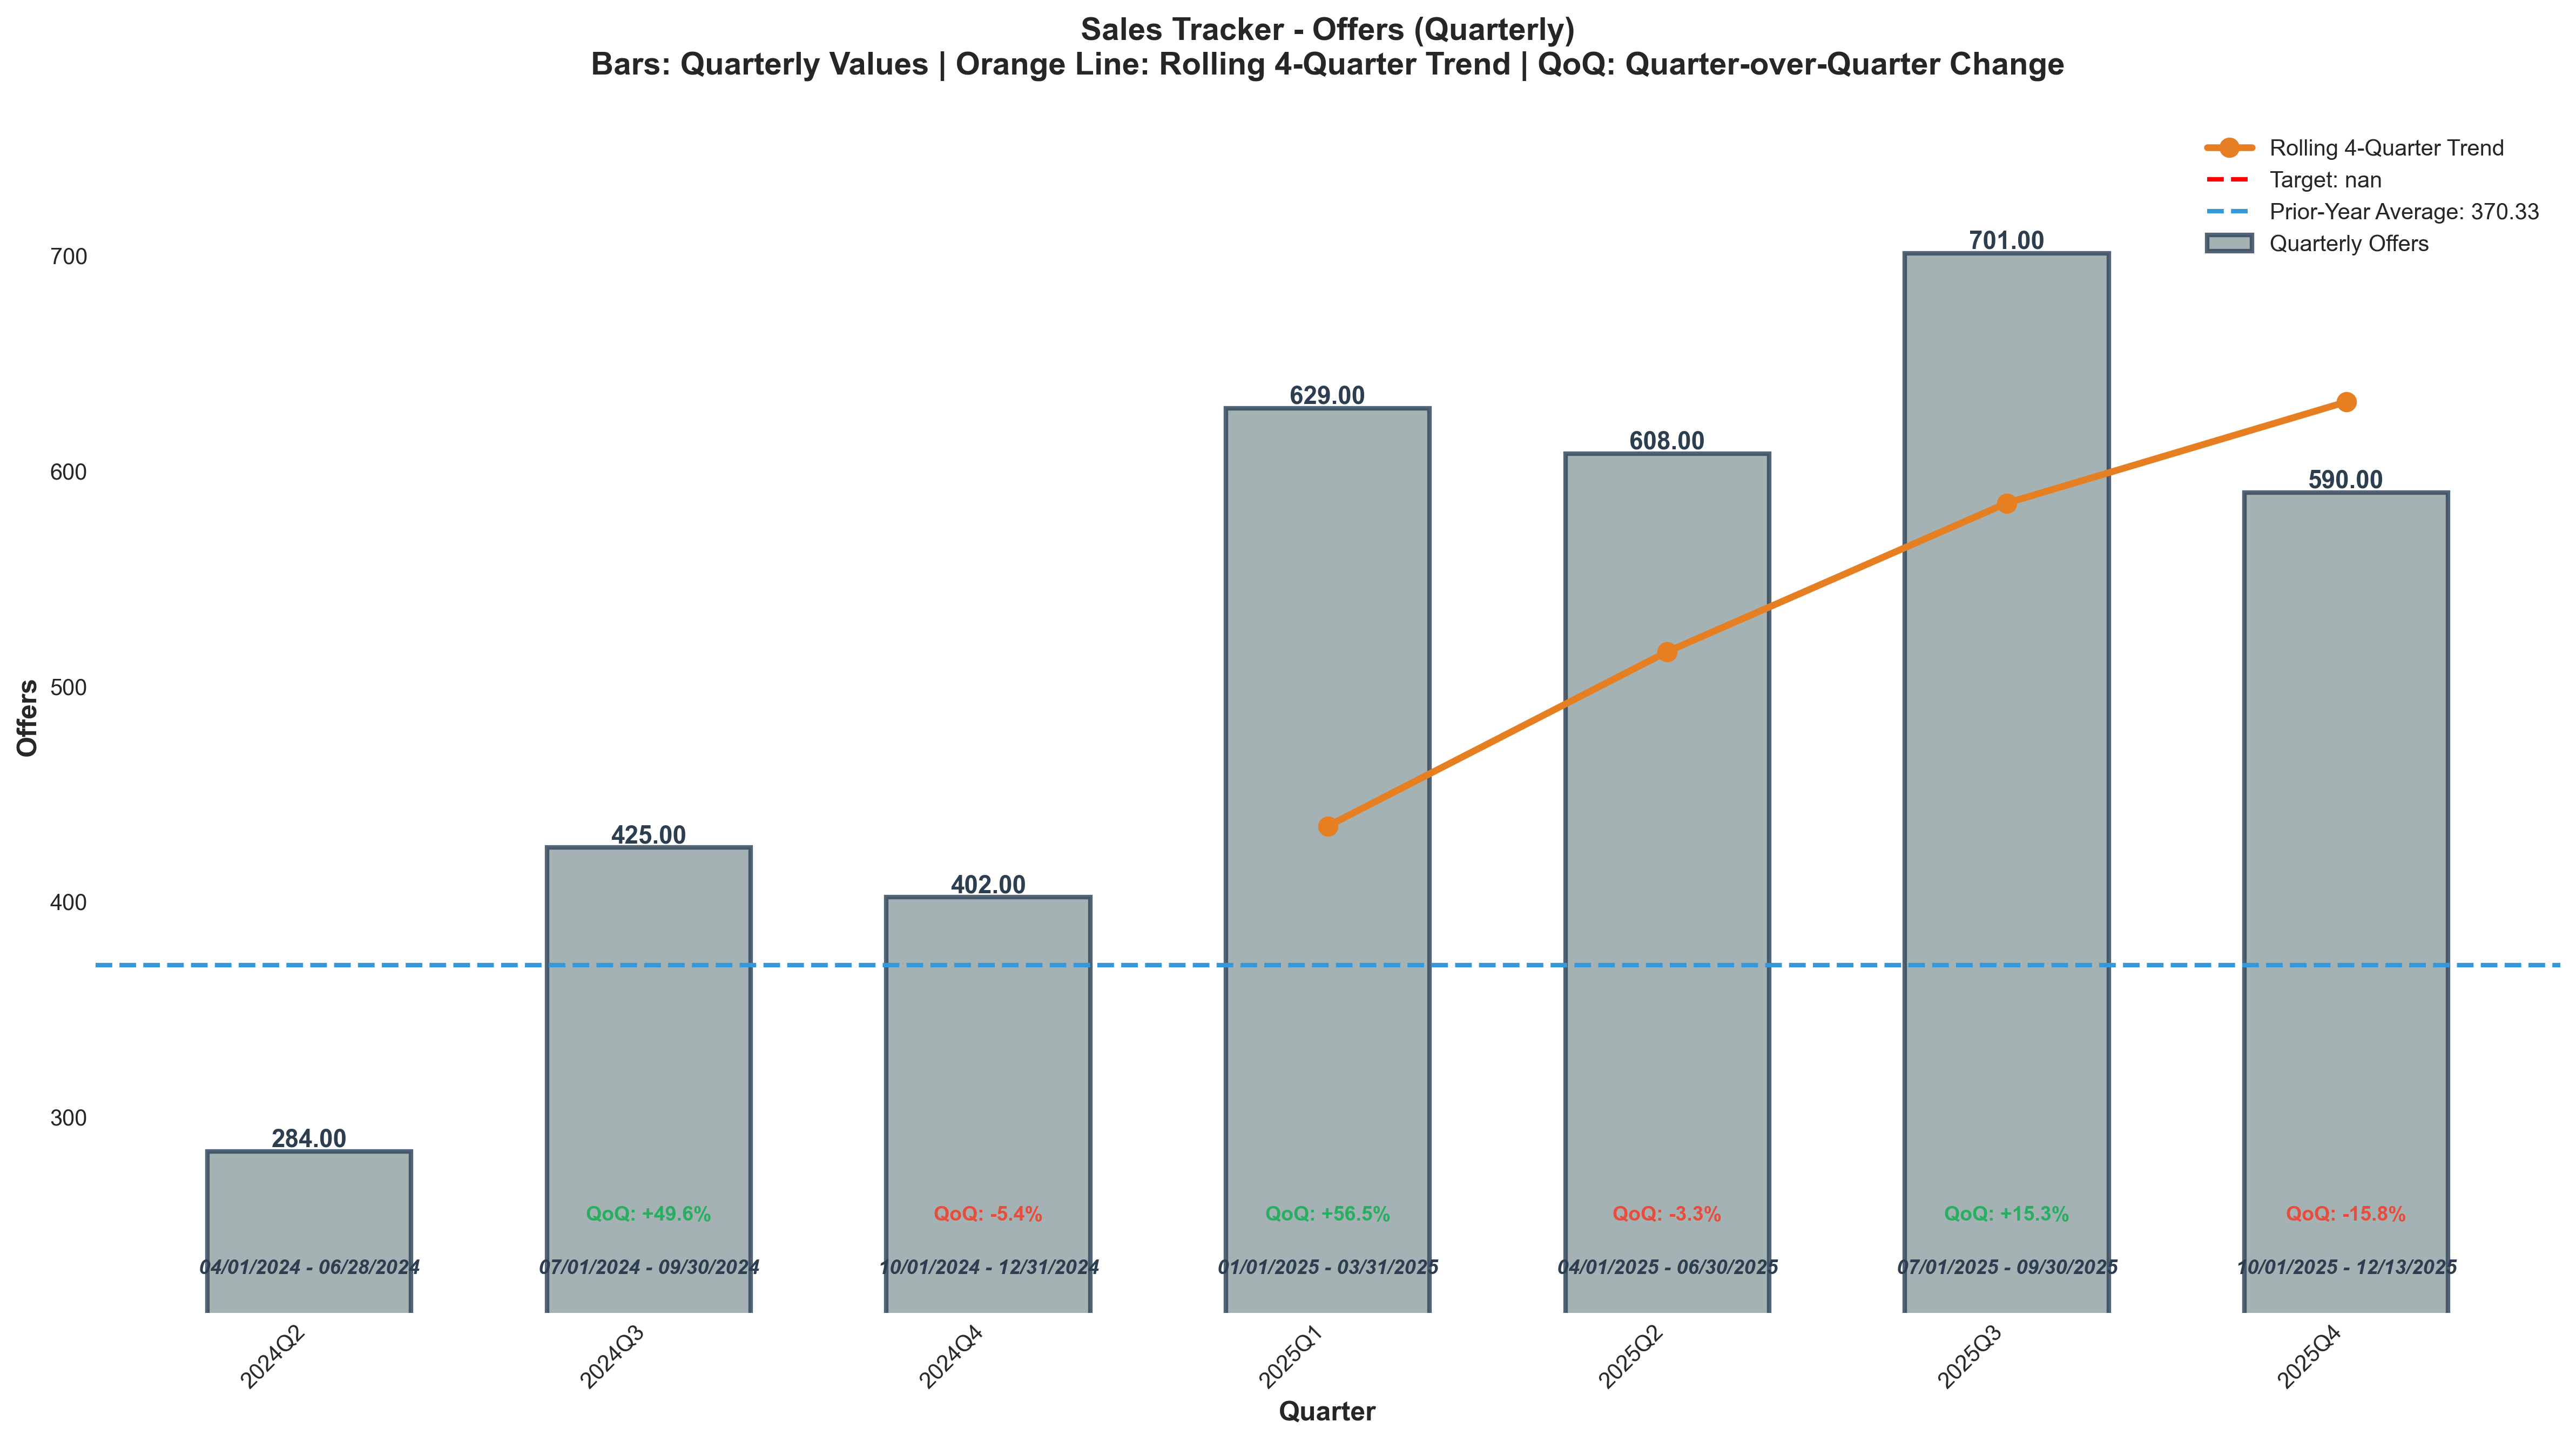 Sales Tracker - Offers (Quarterly)
Bars: Quarterly Values | Orange Line: Rolling 4-Quarter Trend | QoQ: Quarter-over-Quarter Change
Rolling 4-Quarter Trend
Target: nan
Prior-Year Average: 370.33
Quarterly Offers
Offers
700
600
500
400
300
284.00
425.00
402.00
629.00
608.00
701.00
590.00
QoQ: +49.6%
QoQ: -5.4%
QoQ: +56.5%
QoQ: -3.3%
QoQ: +15.3%
QoQ: -15.8%
04/01/2024 - 06/28/2024
07/01/2024 - 09/30/2024
10/01/2024 - 12/31/2024
01/01/2025 - 03/31/2025
04/01/2025 - 06/30/2025
07/01/2025 - 09/30/2025
10/01/2025 - 12/13/2025
2024Q2
2024Q3
2024Q4
2025Q1
2025Q2
2025Q3
2025Q4
Quarter